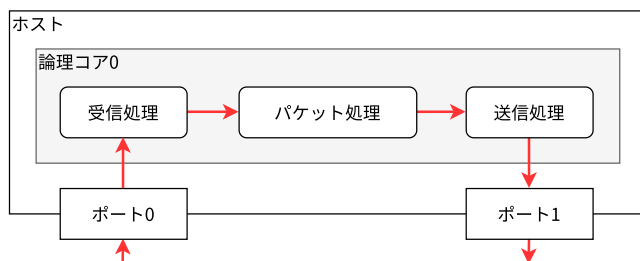 ホスト
論理コア0
受信処理
パケット処理
送信処理
ポート0
ポート1